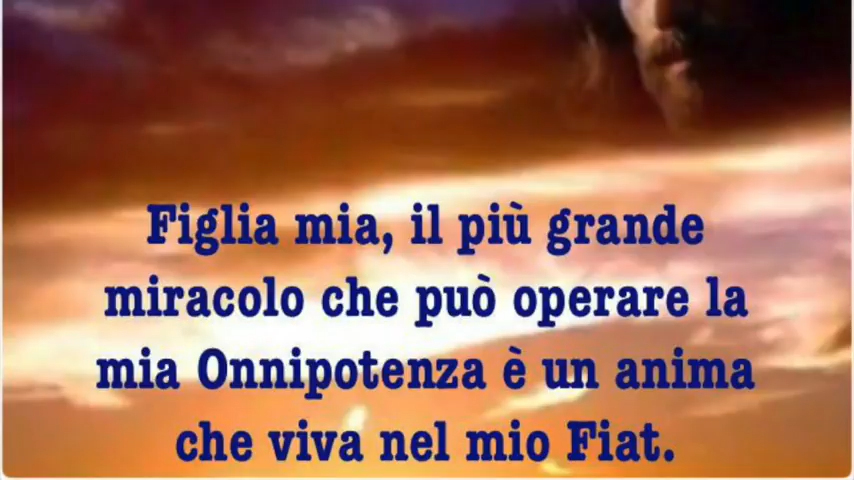 Figlia mia, il più grande
miracolo che può operare la
mia Onnipotenza è un anima
che viva nel mio Fiat.